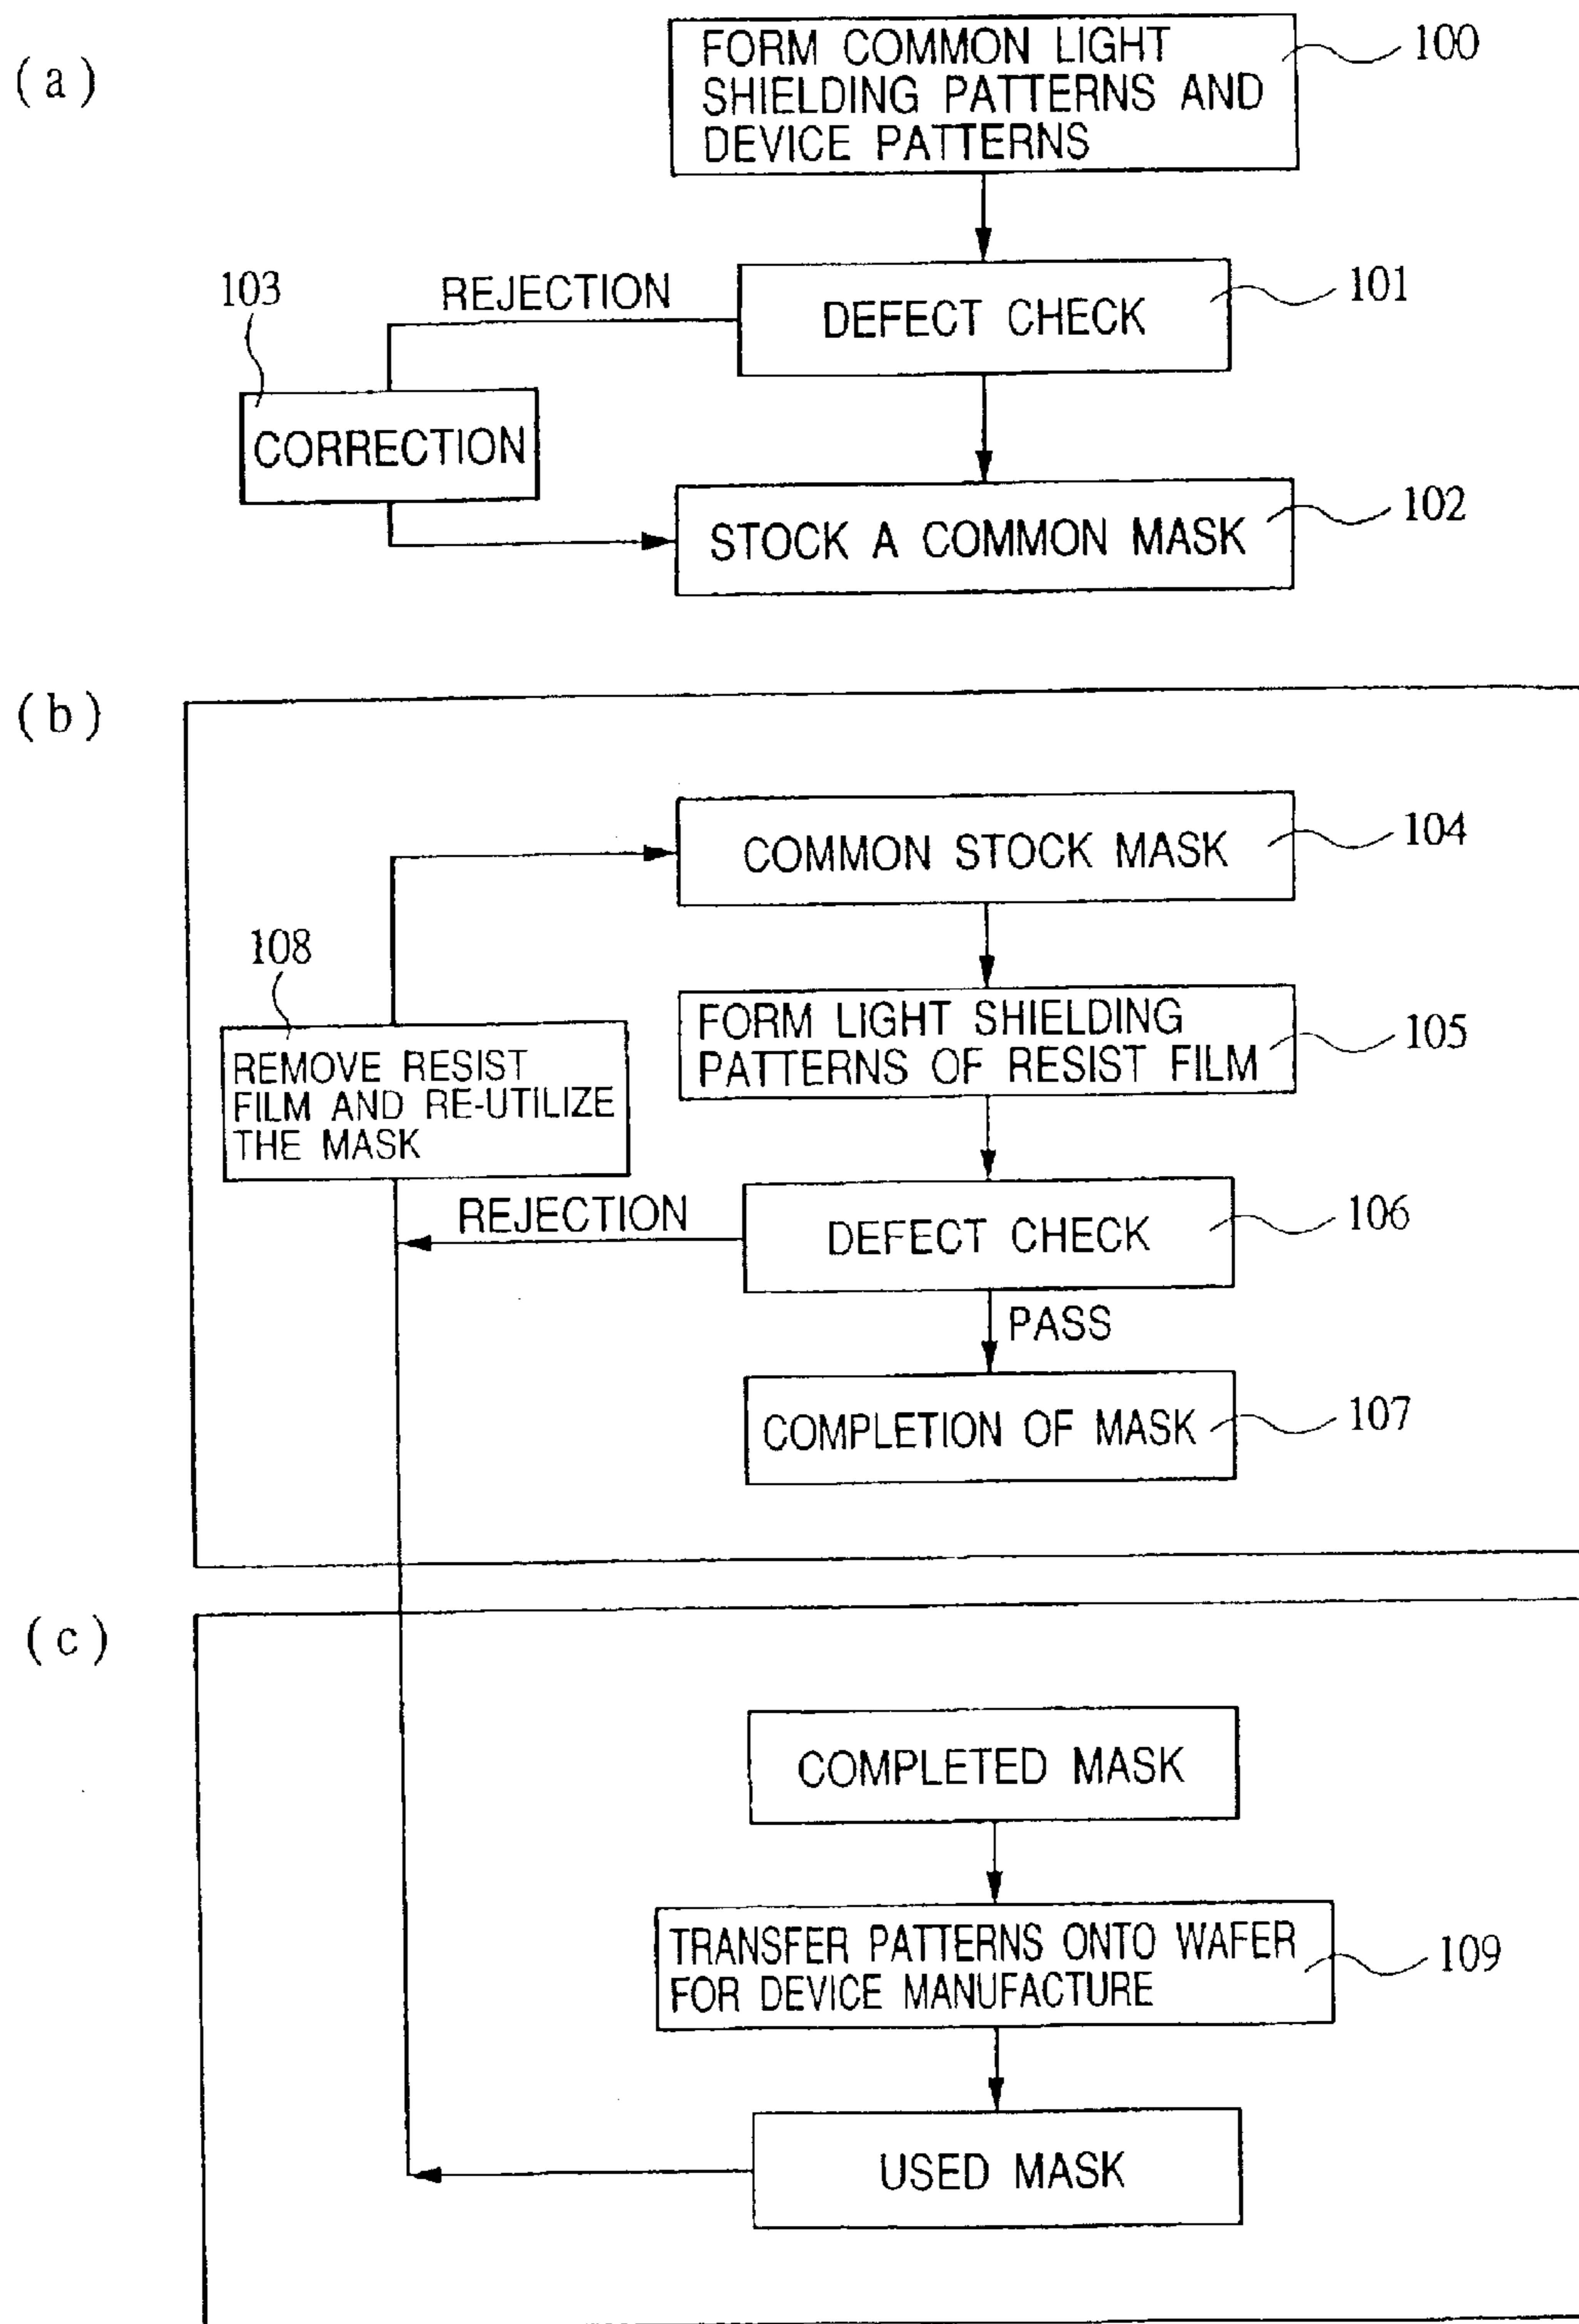 (a)
FORM COMMON LIGHT
SHIELDING PATTERNS AND
DEVICE PATTERNS
100
REJECTION
103
DEFECT CHECK
101
CORRECTION
STOCK A COMMON MASK
102
(b)
COMMON STOCK MASK
104
108
FORM LIGHT SHIELDING
PATTERNS OF RESIST FILM
105
REMOVE RESIST
FILM AND RE-UTILIZE
THE MASK
REJECTION
DEFECT CHECK
106
PASS
COMPLETION OF MASK
107
(c)
COMPLETED MASK
TRANSFER PATTERNS ONTO WAFER
FOR DEVICE MANUFACTURE
109
USED MASK